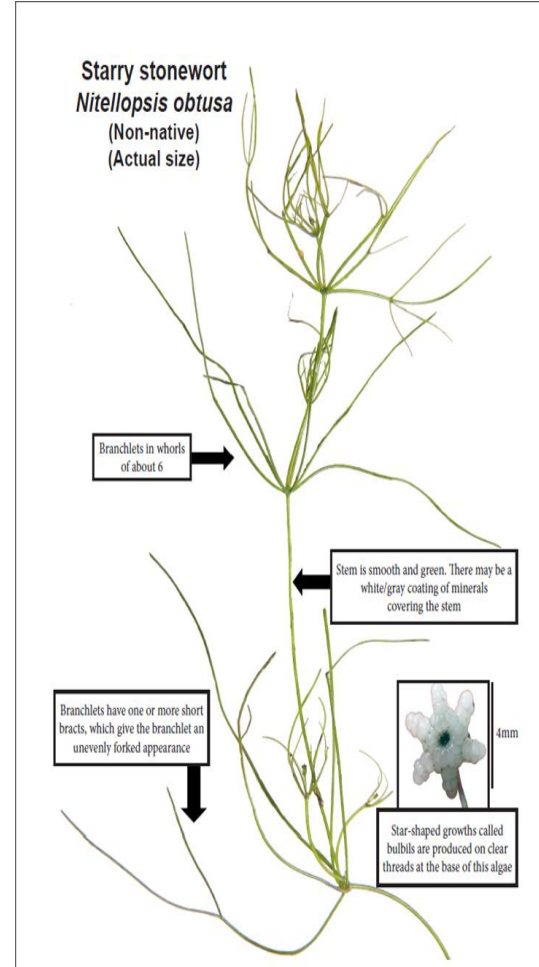 Starry stonewort
Nitellopsis obtusa
(Non-native)
(Actual size)
Branchlets in whorls
of about 6
Stem is smooth and green. There may be a
white/gray coating of minerals
covering the stem
Branchlets have one or more short
bracts, which give the branchlet an
unevenly forked appearance
4mm
Star-shaped growths called
bulbils are produced on clear
threads at the base of this algae